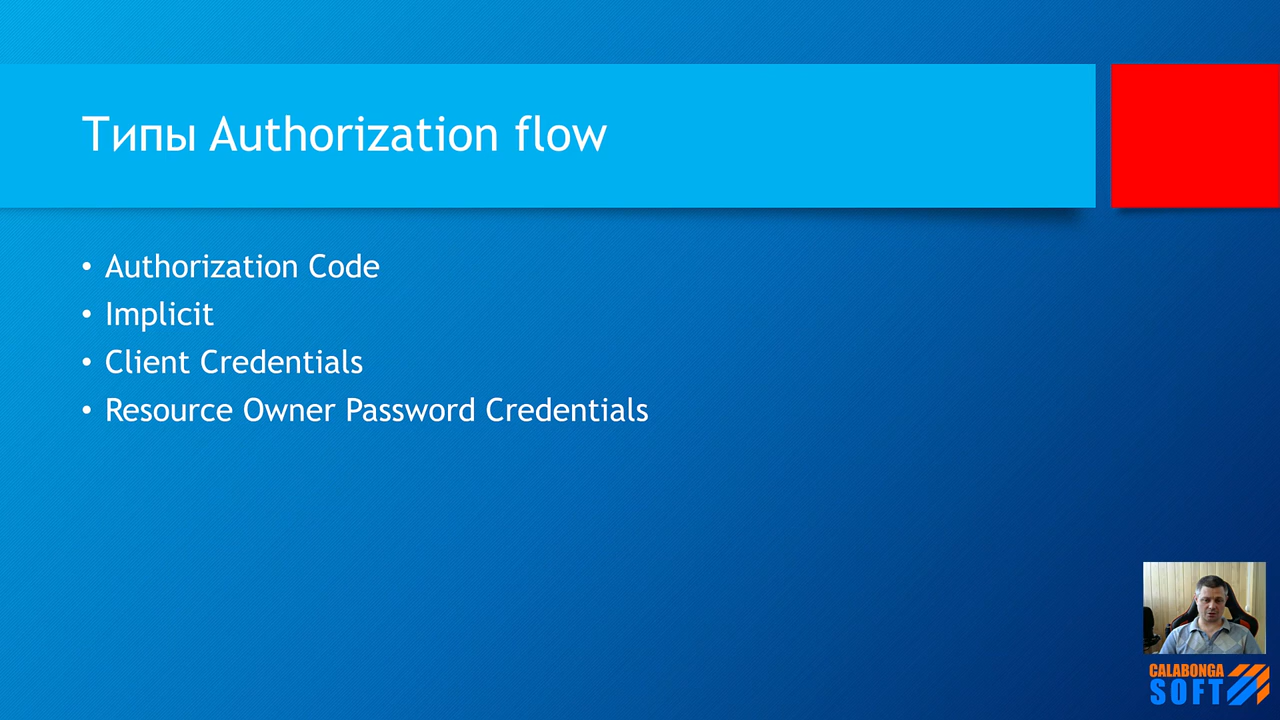 Типы Authorization flow
• Authorization Code
• Implicit
• Client Credentials
• Resource Owner Password Credentials
CALABONGA
SOFT